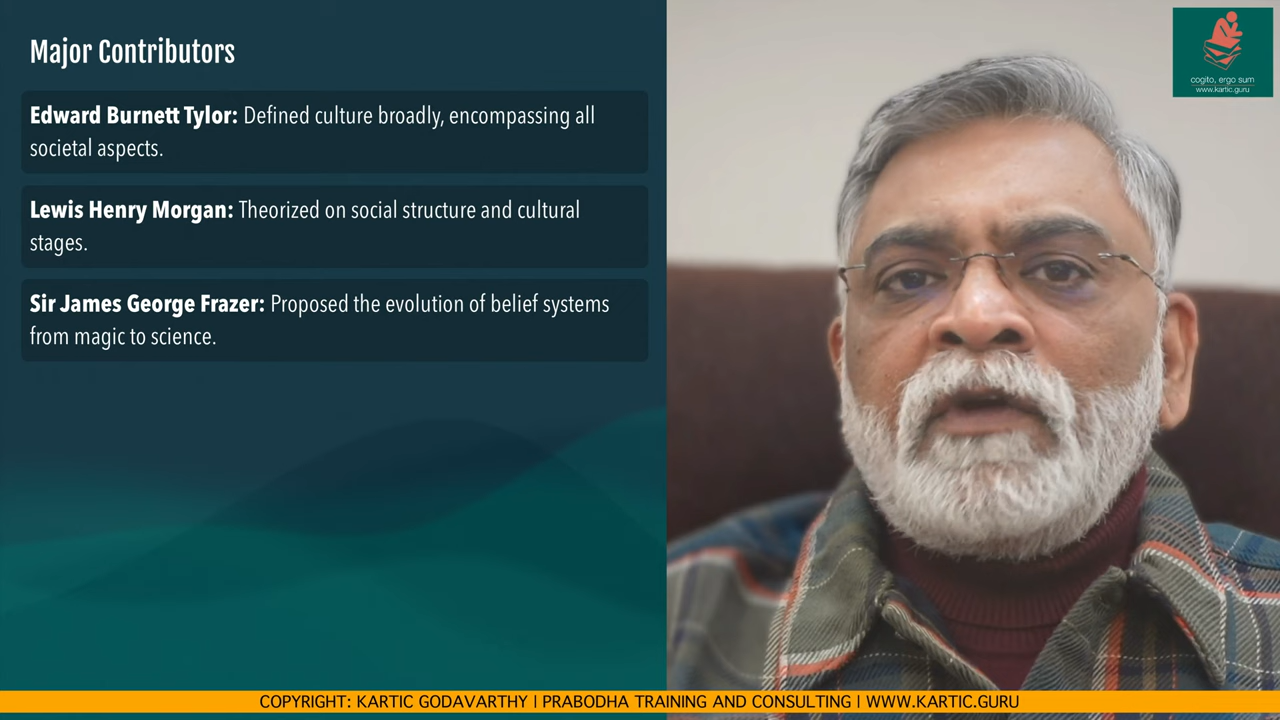 Major Contributors
Edward Burnett Tylor: Defined culture broadly, encompassing all
societal aspects.
Lewis Henry Morgan: Theorized on social structure and cultural
stages.
Sir James George Frazer: Proposed the evolution of belief systems
from magic to science.
cogito, ergo sum
www.kartic.guru
COPYRIGHT: KARTIC GODAVARTHY | PRABODHA TRAINING AND CONSULTING | WWW.KARTIC.GURU